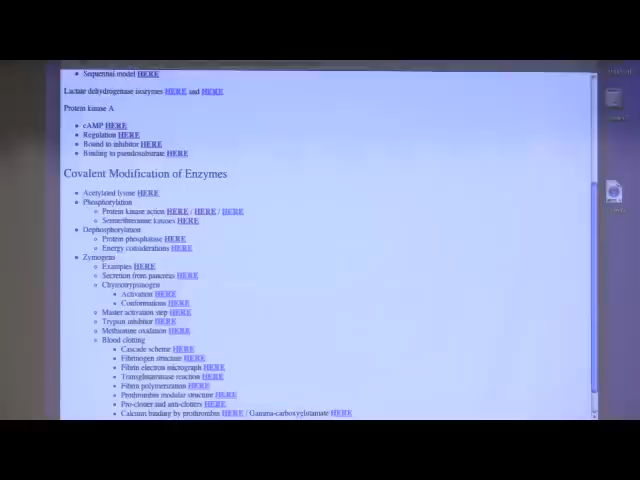 Sequential model HERE
Lactate dehydrogenase isozymes HERE and HERE
Protein kinase A
cAMP HERE
Regulation HERE
Bound to inhibitor HERE
Binding to pseudosubstrate HERE
Covalent Modification of Enzymes
Acetylated lysine HERE
Phosphorylation
Protein kinase action HERE / HERE / HERE
Serine/threonine kinases HERE
Dephosphorylation
Protein phosphatase HERE
Energy considerations HERE
Zymogens
Examples HERE
Secretion from pancreas HERE
Chymotrypsinogen
Activation HERE
Conformations HERE
Master activation step HERE
Trypsin inhibitor HERE
Methionine oxidation HERE
Blood clotting
Cascade scheme HERE
Fibrinogen structure HERE
Fibrin electron micrograph HERE
Transglutaminase reaction HERE
Fibrin polymerization HERE
Prothrombin modular structure HERE
Pro-clotter and anti-clotters HERE
Calcium binding by prothrombin HERE / Gamma-carboxyglutamate HERE